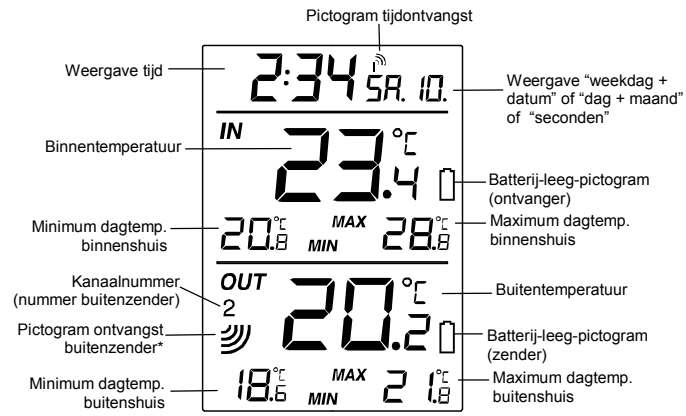 Pictogram tijdontvangst
Weergave tijd
2:34 SA. 10.
Weergave “weekdag +
datum” of “dag + maand”
of “seconden”
IN
Binnentemperatuur
23.4 °C
Batterij-leeg-pictogram
(ontvanger)
Minimum dagtemp.
binnenshuis
20.8 °C
MIN
MAX
28.8 °C
Maximum dagtemp.
binnenshuis
Kanaalnummer
(nummer buitenzender)
OUT
2
20.2 °C
Buitentemperatuur
Pictogram ontvangst
buitenzender*
Batterij-leeg-pictogram
(zender)
Minimum dagtemp.
buitenshuis
18.6 °C
MIN
MAX
21.8 °C
Maximum dagtemp.
buitenshuis